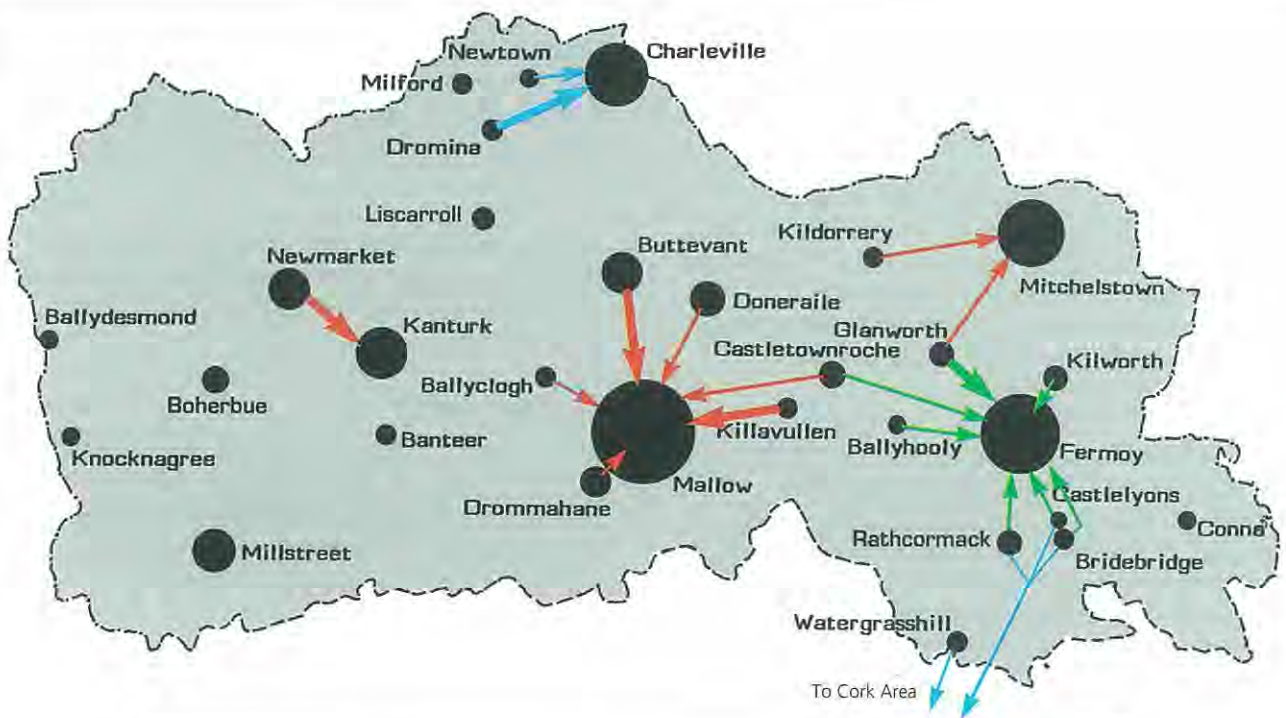 Newtown
Charleville
Milford
Dromina
Liscarroll
Kildorrery
Buttevant
Newmarket
Mitchelstown
Doneraile
Ballydesmond
Kanturk
Glanworth
Castletownroche
Kilworth
Ballyclogh
Boherbue
Killavullen
Banteer
Ballyhooly
Fermoy
Knocknagree
Mallow
Drommahane
Castlelyons
Conna
Rathcormack
Millstreet
Bridebridge
Watergrasshill
To Cork Area